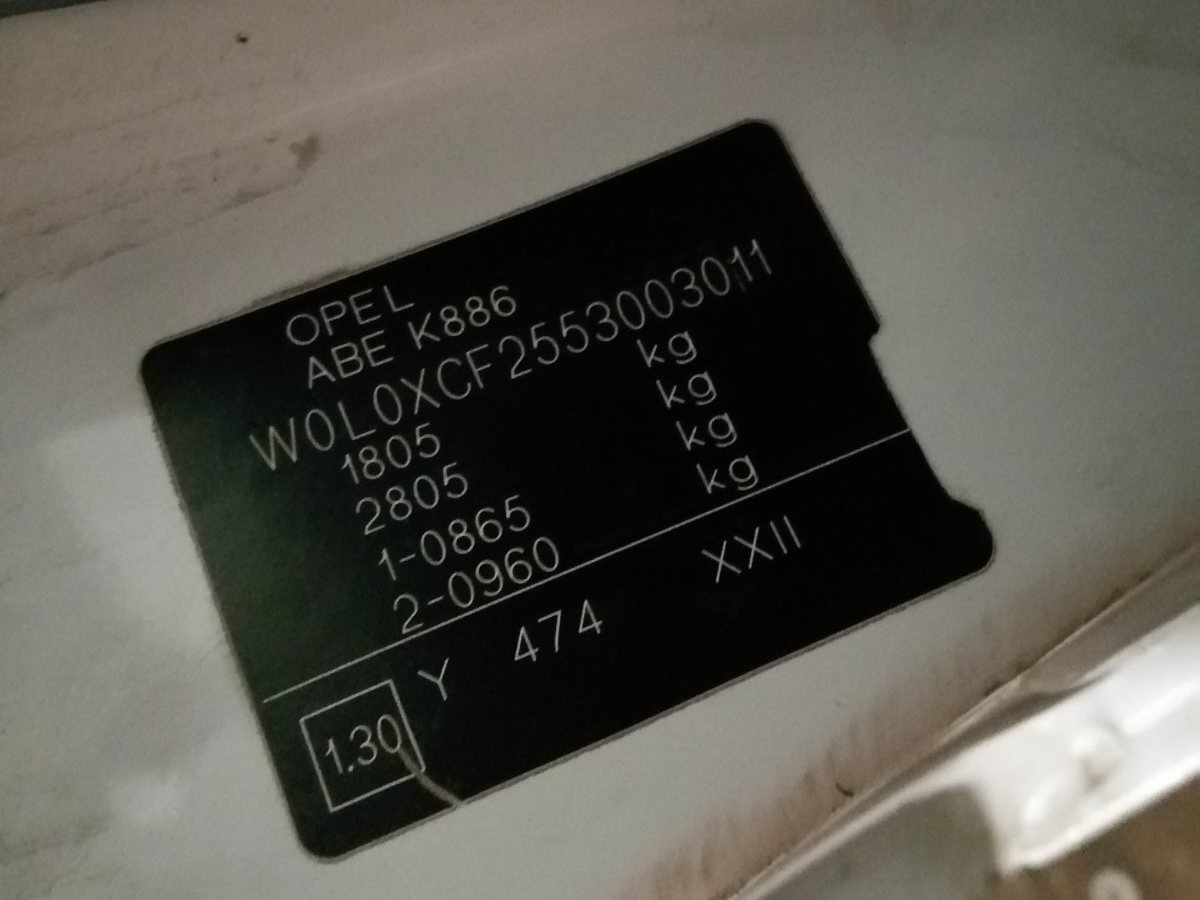 OPEL
ABE K886
W0L0XCF2553003011
1805 kg
2805 kg
1-0865 kg
2-0960 kg
1.30 Y 474 XXII